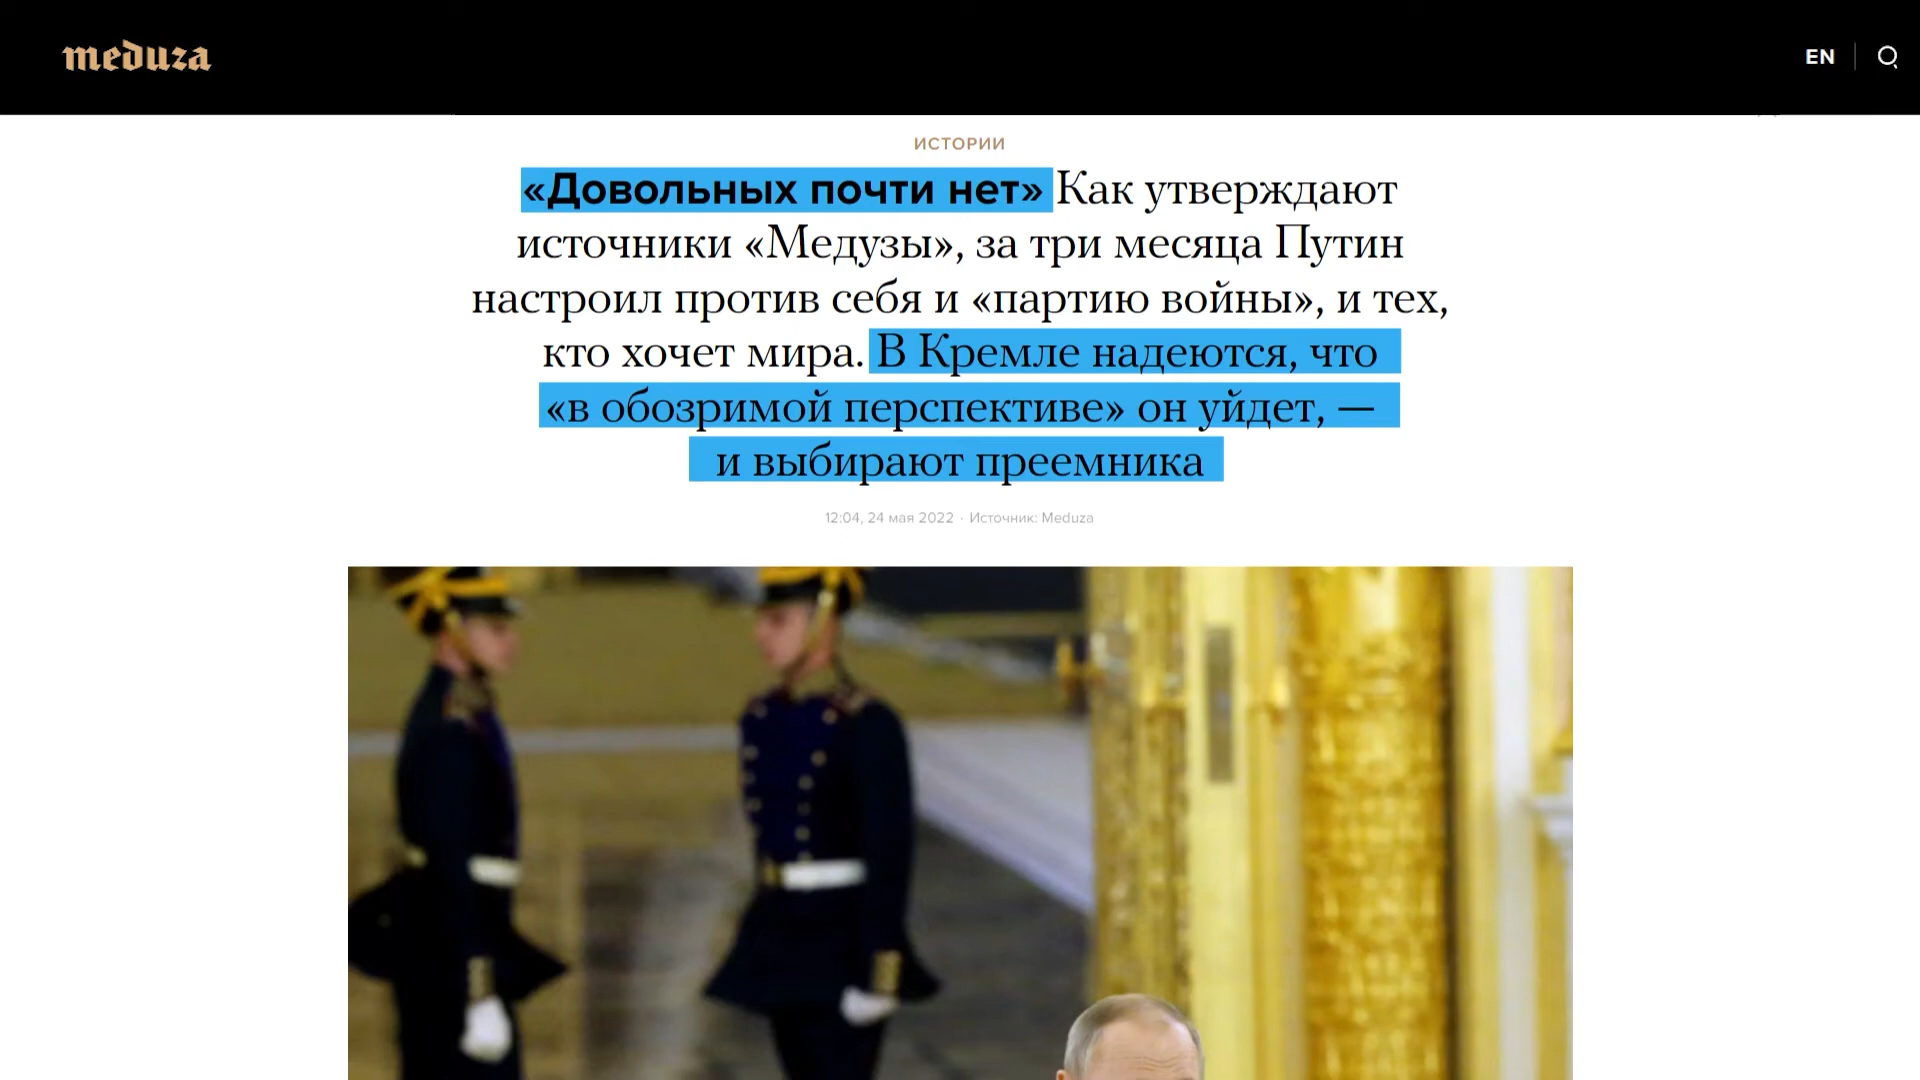 meduza
EN
ИСТОРИИ
«Довольных почти нет» Как утверждают
источники «Медузы», за три месяца Путин
настроил против себя и «партию войны», и тех,
кто хочет мира. В Кремле надеются, что
«в обозримой перспективе» он уйдет, —
и выбирают преемника
12:04, 24 мая 2022 · Источник: Meduza